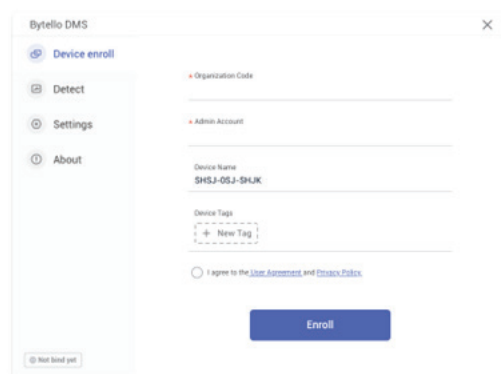 Bytello DMS
Device enroll
Detect
Settings
About
* Organization Code
* Admin Account
Device Name
SHSJ-0SJ-SHJK
Device Tags
+ New Tag
I agree to the User Agreement and Privacy Policy.
Enroll
Not bind yet